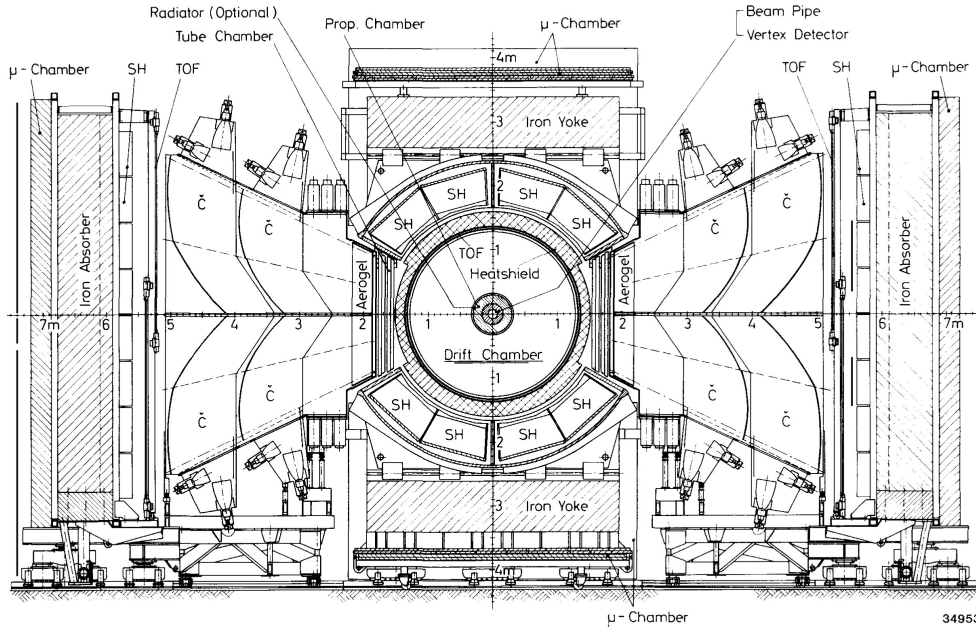 Radiator (Optional)
Tube Chamber
Prop. Chamber
μ-Chamber
Beam Pipe
Vertex Detector
μ-Chamber
SH
TOF
TOF
SH
μ-Chamber
4m
3
Iron Yoke
SH
SH
2
SH
SH
Č
Č
Č
Č
Iron Absorber
Aerogel
TOF
1
Heatshield
Aerogel
Iron Absorber
7m
6
5
4
3
2
1
1
2
3
4
5
6
7m
Drift Chamber
1
Č
Č
Č
Č
SH
SH
SH
SH
2
3
Iron Yoke
4m
μ-Chamber
34953